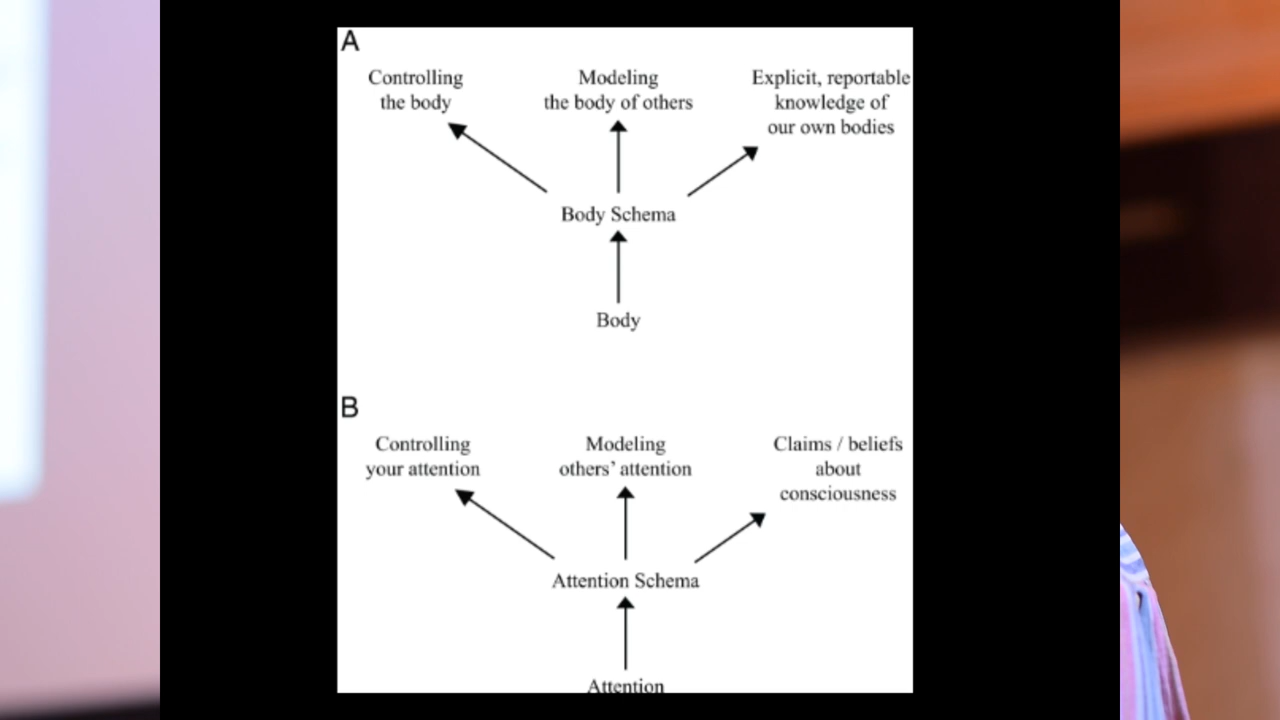 A
Controlling
the body
Modeling
the body of others
Explicit, reportable
knowledge of
our own bodies
Body Schema
Body
B
Controlling
your attention
Modeling
others’ attention
Claims / beliefs
about
consciousness
Attention Schema
Attention